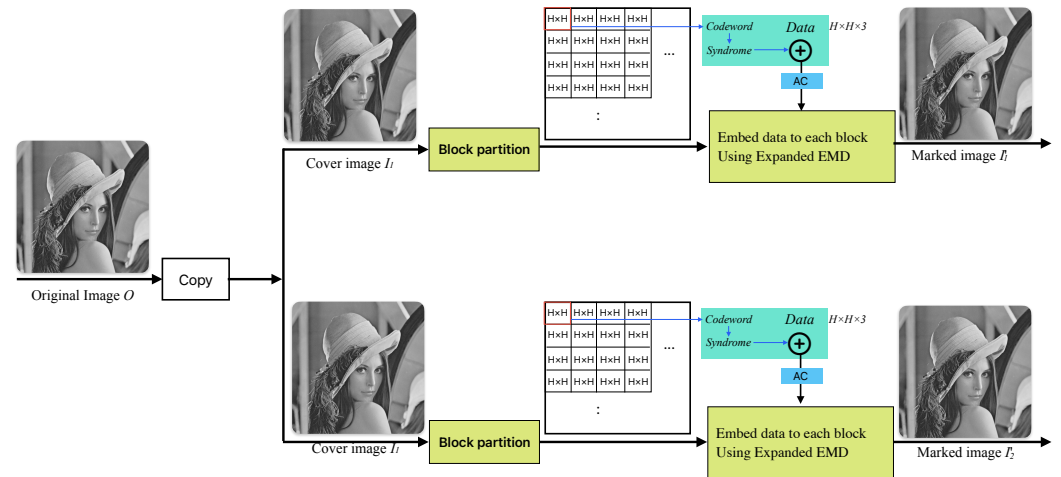 H×H H×H H×H H×H
H×H H×H H×H H×H
H×H H×H H×H H×H
H×H H×H H×H H×H
...
:
Codeword
Data
H×H×3
Syndrome
+
AC
Block partition
Embed data to each block
Using Expanded EMD
Cover image I₁
Marked image I'₁
Original Image O
Copy
H×H H×H H×H H×H
H×H H×H H×H H×H
H×H H×H H×H H×H
H×H H×H H×H H×H
...
:
Codeword
Data
H×H×3
Syndrome
+
AC
Block partition
Embed data to each block
Using Expanded EMD
Cover image I₁
Marked image I'₂